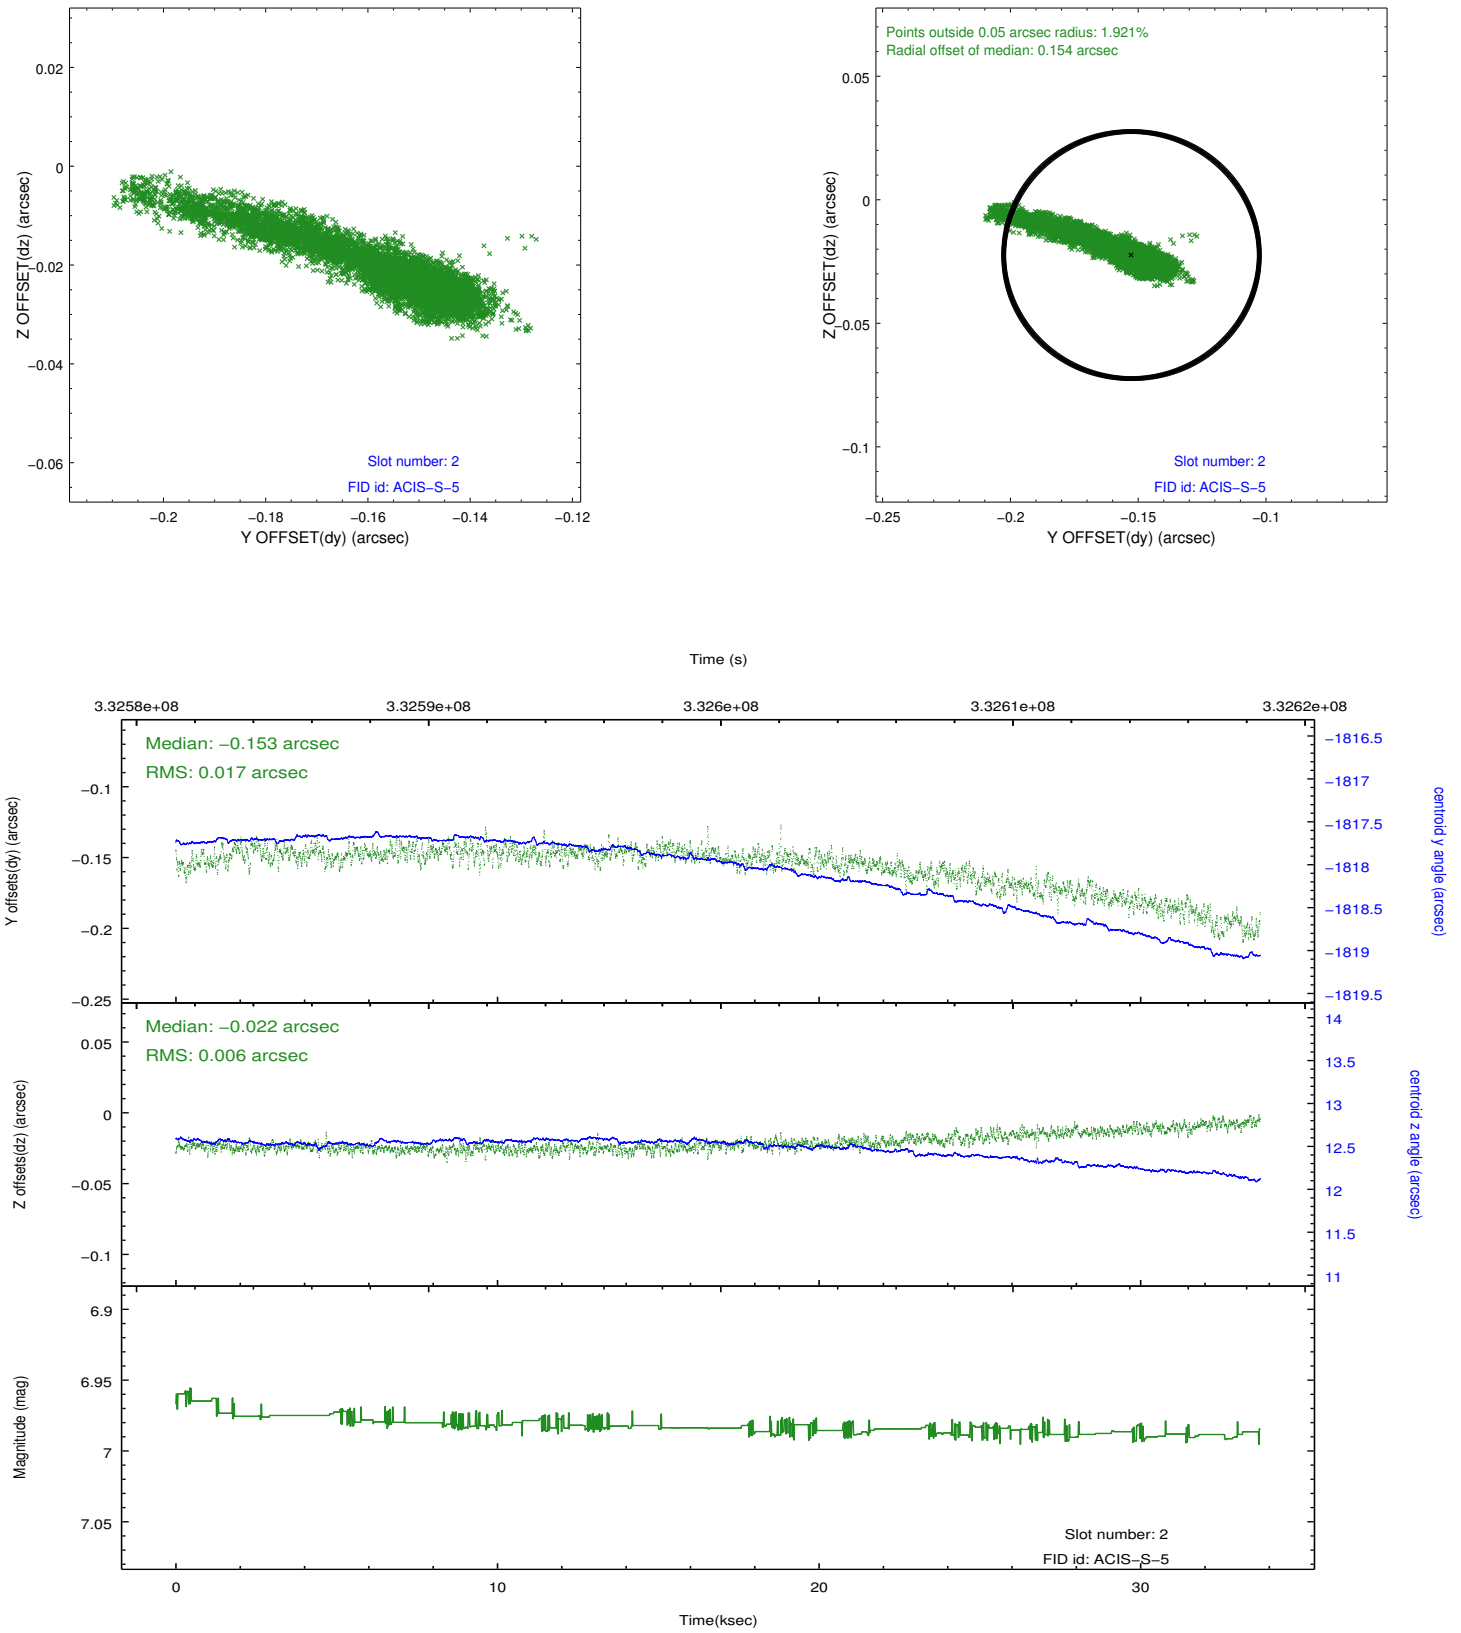 0.02
0
−0.02
−0.04
−0.06
Z OFFSET(dz) (arcsec)
Slot number: 2
FID id: ACIS−S−5
−0.2
−0.18
−0.16
−0.14
−0.12
Y OFFSET(dy) (arcsec)
Points outside 0.05 arcsec radius: 1.921%
Radial offset of median: 0.154 arcsec
0.05
0
−0.05
−0.1
Z OFFSET(dz) (arcsec)
Slot number: 2
FID id: ACIS−S−5
−0.25
−0.2
−0.15
−0.1
Y OFFSET(dy) (arcsec)
Time (s)
3.3258e+08
3.3259e+08
3.326e+08
3.3261e+08
3.3262e+08
Median: −0.153 arcsec
RMS: 0.017 arcsec
−0.1
−0.15
−0.2
−0.25
Y offsets(dy) (arcsec)
−1816.5
−1817
−1817.5
−1818
−1818.5
−1819
−1819.5
centroid y angle (arcsec)
Median: −0.022 arcsec
RMS: 0.006 arcsec
0.05
0
−0.05
−0.1
Z offsets(dz) (arcsec)
14
13.5
13
12.5
12
11.5
11
centroid z angle (arcsec)
6.9
6.95
7
7.05
Magnitude (mag)
Slot number: 2
FID id: ACIS−S−5
0
10
20
30
Time(ksec)